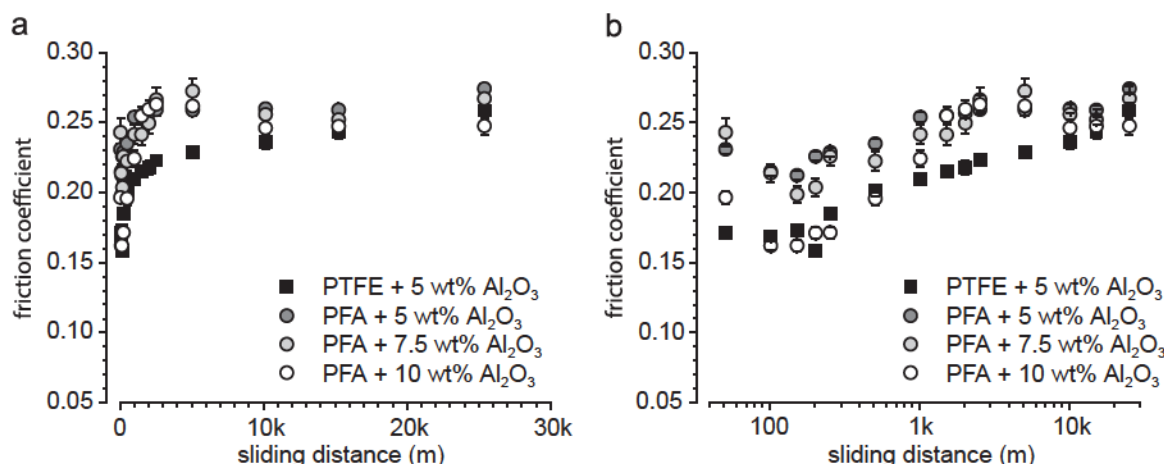 a
0.30
0.25
0.20
0.15
0.10
0.05
friction coefficient
PTFE + 5 wt% Al₂O₃
PFA + 5 wt% Al₂O₃
PFA + 7.5 wt% Al₂O₃
PFA + 10 wt% Al₂O₃
0 10k 20k 30k
sliding distance (m)
b
0.30
0.25
0.20
0.15
0.10
0.05
friction coefficient
PTFE + 5 wt% Al₂O₃
PFA + 5 wt% Al₂O₃
PFA + 7.5 wt% Al₂O₃
PFA + 10 wt% Al₂O₃
100 1k 10k
sliding distance (m)